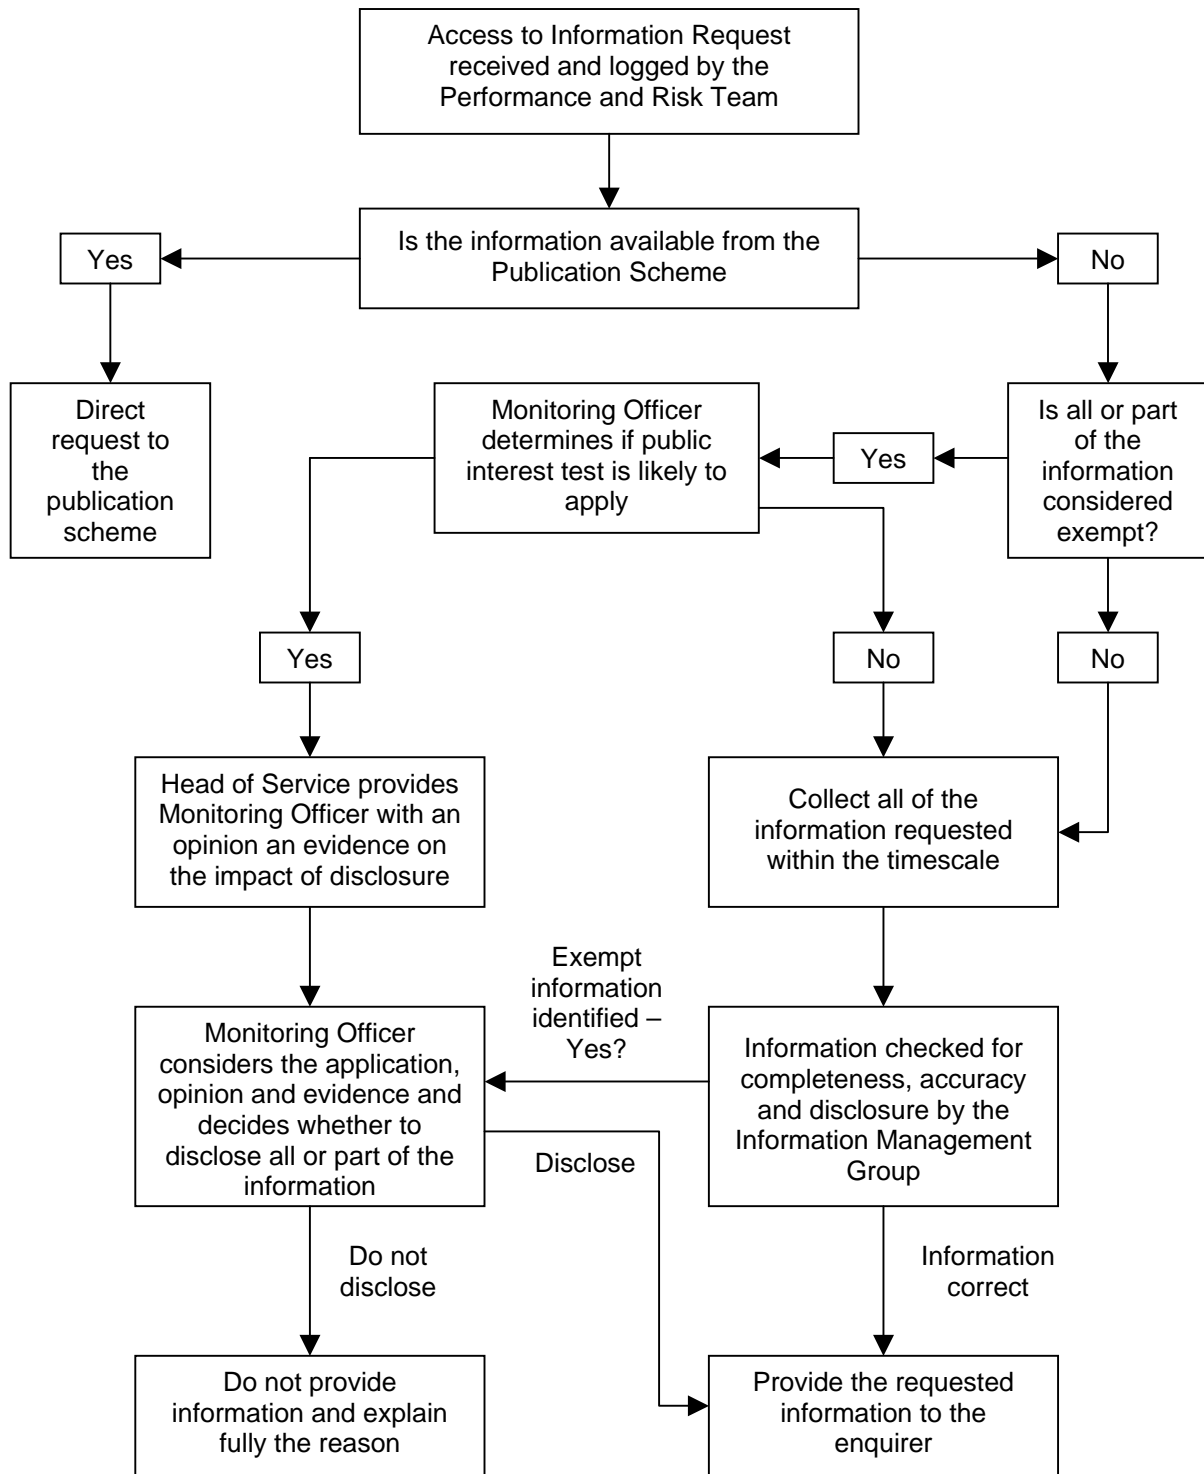 Access to Information Request
received and logged by the
Performance and Risk Team
Is the information available from the
Publication Scheme
Yes
No
Direct
request to
the
publication
scheme
Monitoring Officer
determines if public
interest test is likely to
apply
Yes
Is all or part
of the
information
considered
exempt?
Yes
No
No
Head of Service provides
Monitoring Officer with an
opinion an evidence on
the impact of disclosure
Collect all of the
information requested
within the timescale
Exempt
information
identified –
Yes?
Monitoring Officer
considers the application,
opinion and evidence and
decides whether to
disclose all or part of the
information
Information checked for
completeness, accuracy
and disclosure by the
Information Management
Group
Disclose
Do not
disclose
Information
correct
Do not provide
information and explain
fully the reason
Provide the requested
information to the
enquirer